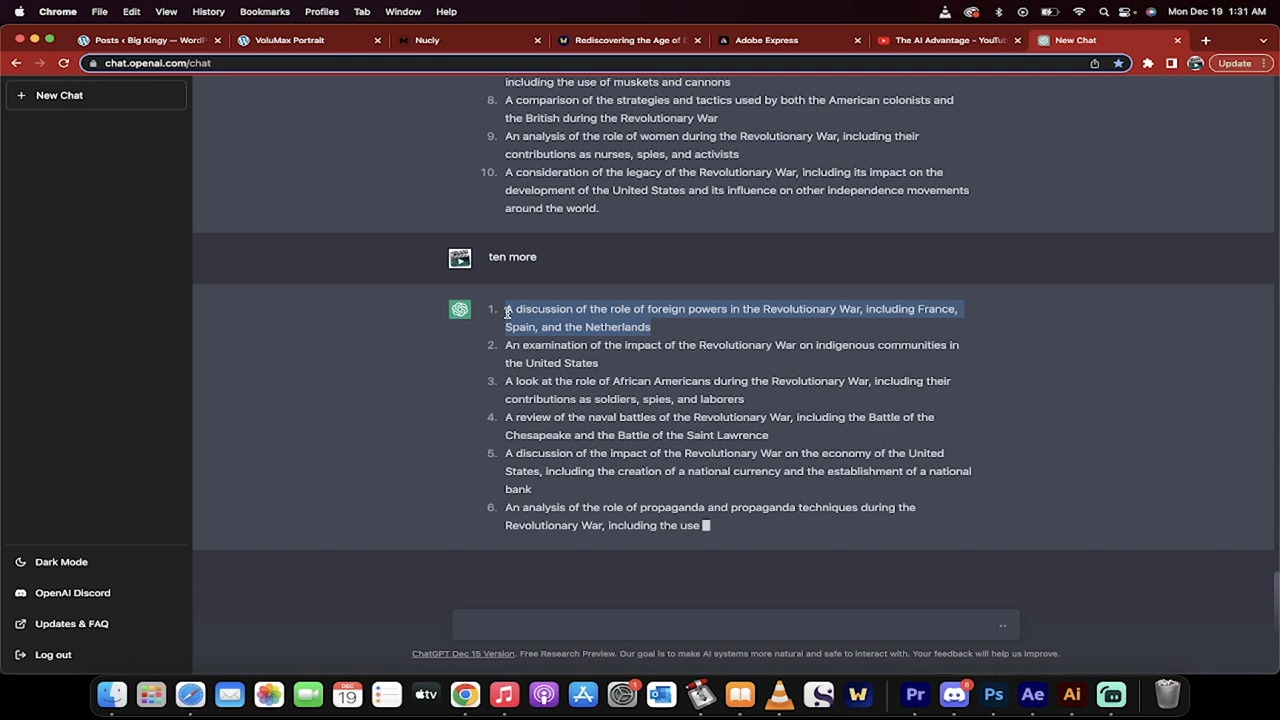 Chrome File Edit View History Bookmarks Profiles Tab Window Help Mon Dec 19 1:31 AM
Posts ‹ Big Kingy — WordP VoluMax Portrait Nucly Rediscovering the Age of D Adobe Express The AI Advantage - YouTub New Chat
chat.openai.com/chat Update
+ New Chat
including the use of muskets and cannons
8. A comparison of the strategies and tactics used by both the American colonists and
the British during the Revolutionary War
9. An analysis of the role of women during the Revolutionary War, including their
contributions as nurses, spies, and activists
10. A consideration of the legacy of the Revolutionary War, including its impact on the
development of the United States and its influence on other independence movements
around the world.
ten more
1. A discussion of the role of foreign powers in the Revolutionary War, including France,
Spain, and the Netherlands
2. An examination of the impact of the Revolutionary War on indigenous communities in
the United States
3. A look at the role of African Americans during the Revolutionary War, including their
contributions as soldiers, spies, and laborers
4. A review of the naval battles of the Revolutionary War, including the Battle of the
Chesapeake and the Battle of the Saint Lawrence
5. A discussion of the impact of the Revolutionary War on the economy of the United
States, including the creation of a national currency and the establishment of a national
bank
6. An analysis of the role of propaganda and propaganda techniques during the
Revolutionary War, including the use
Dark Mode
OpenAI Discord
Updates & FAQ
Log out
ChatGPT Dec 15 Version. Free Research Preview. Our goal is to make AI systems more natural and safe to interact with. Your feedback will help us improve.
DEC 19 tv 1 W Pr 6 Ps Ae Ai